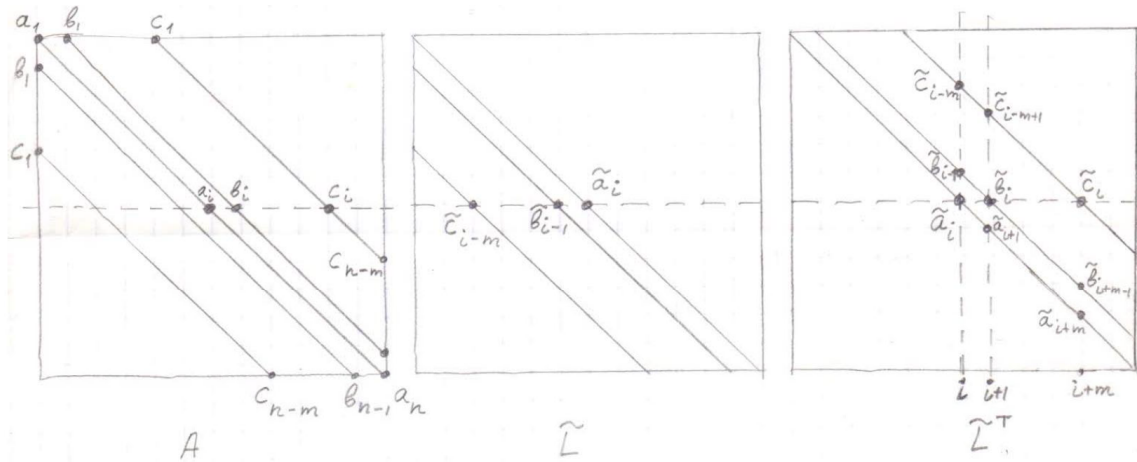 a₁ b₁ c₁
b₁
c₁
aᵢ bᵢ cᵢ
cₙ₋ₘ
cₙ₋ₘ bₙ₋₁ aₙ
A
ãᵢ
c̃ᵢ₋ₘ b̃ᵢ₋₁
L̃
c̃ᵢ₋ₘ c̃ᵢ₋ₘ₊₁
b̃ᵢ₋₁ b̃ᵢ c̃ᵢ
ãᵢ ãᵢ₊₁
b̃ᵢ₊ₘ₋₁
ãᵢ₊ₘ
i i+1 i+m
L̃ᵀ